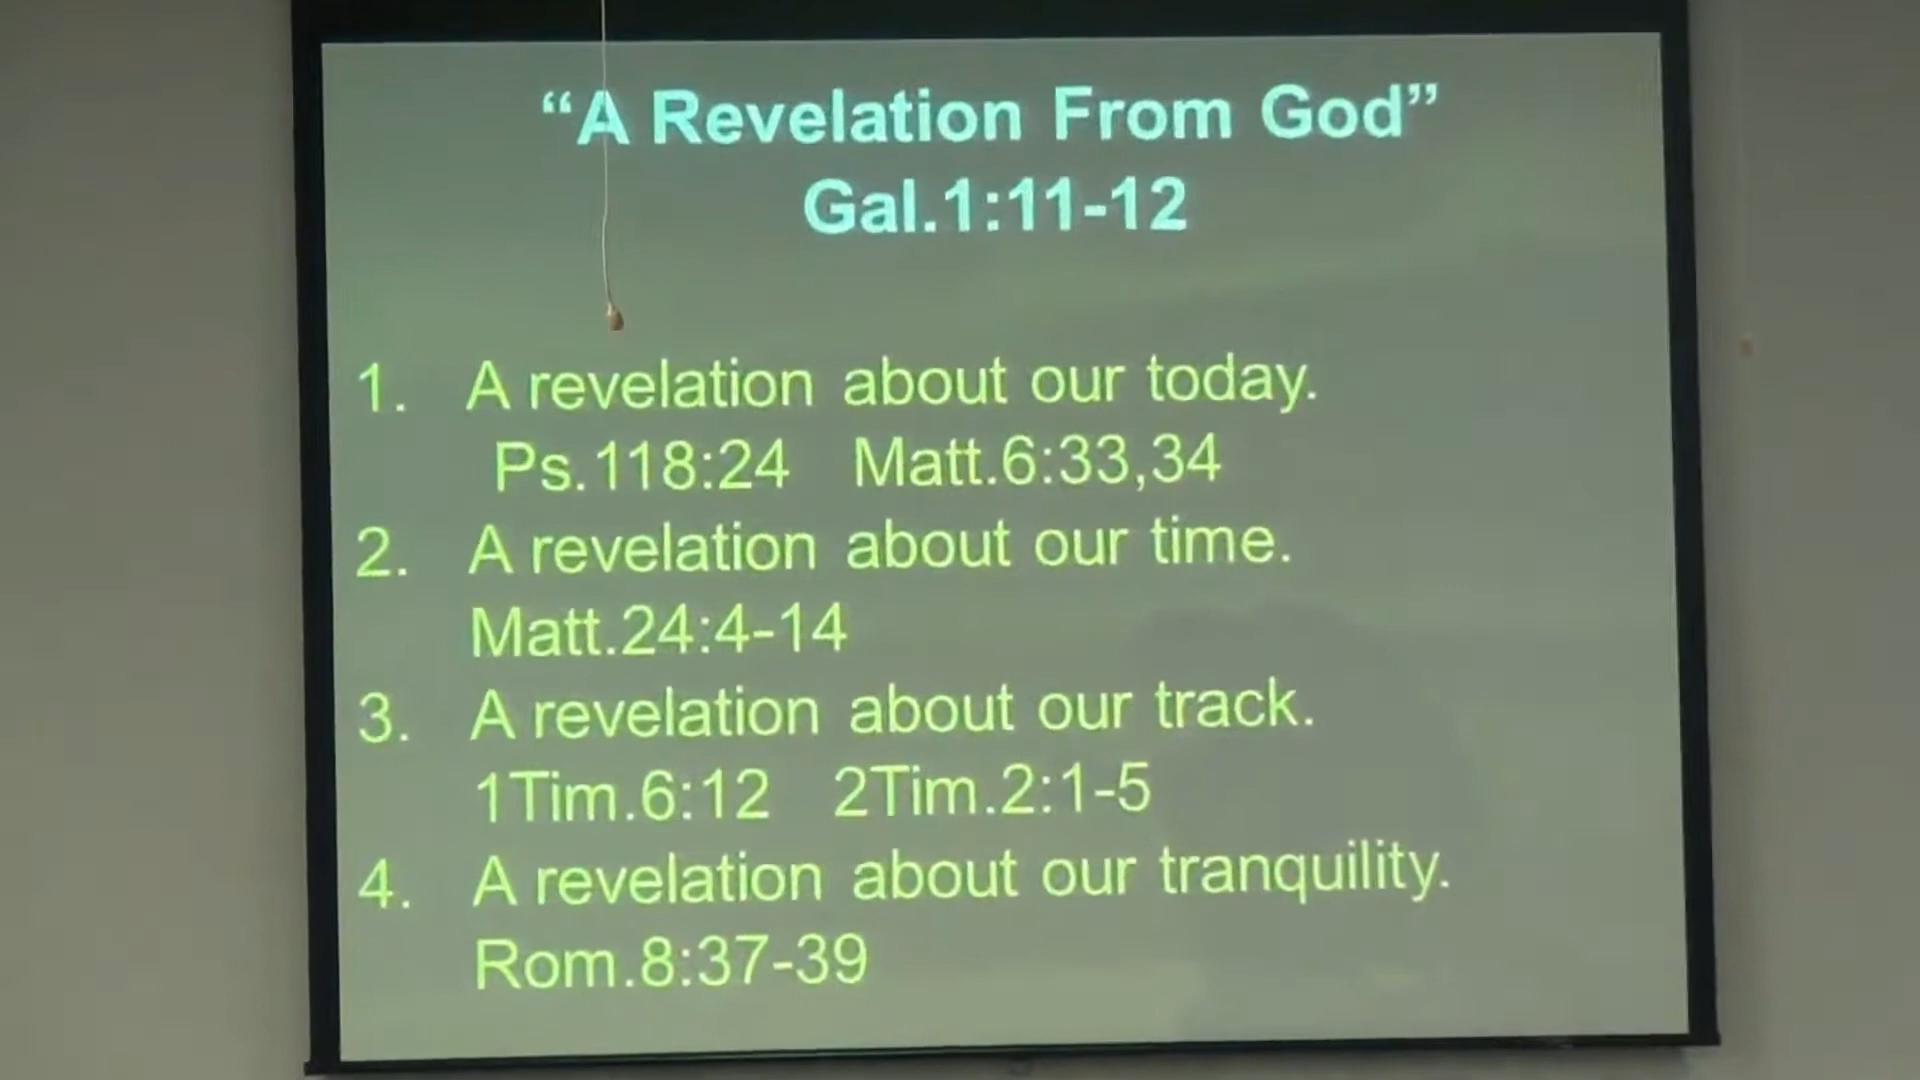 “A Revelation From God”
Gal.1:11-12
1. A revelation about our today.
Ps.118:24 Matt.6:33,34
2. A revelation about our time.
Matt.24:4-14
3. A revelation about our track.
1Tim.6:12 2Tim.2:1-5
4. A revelation about our tranquility.
Rom.8:37-39